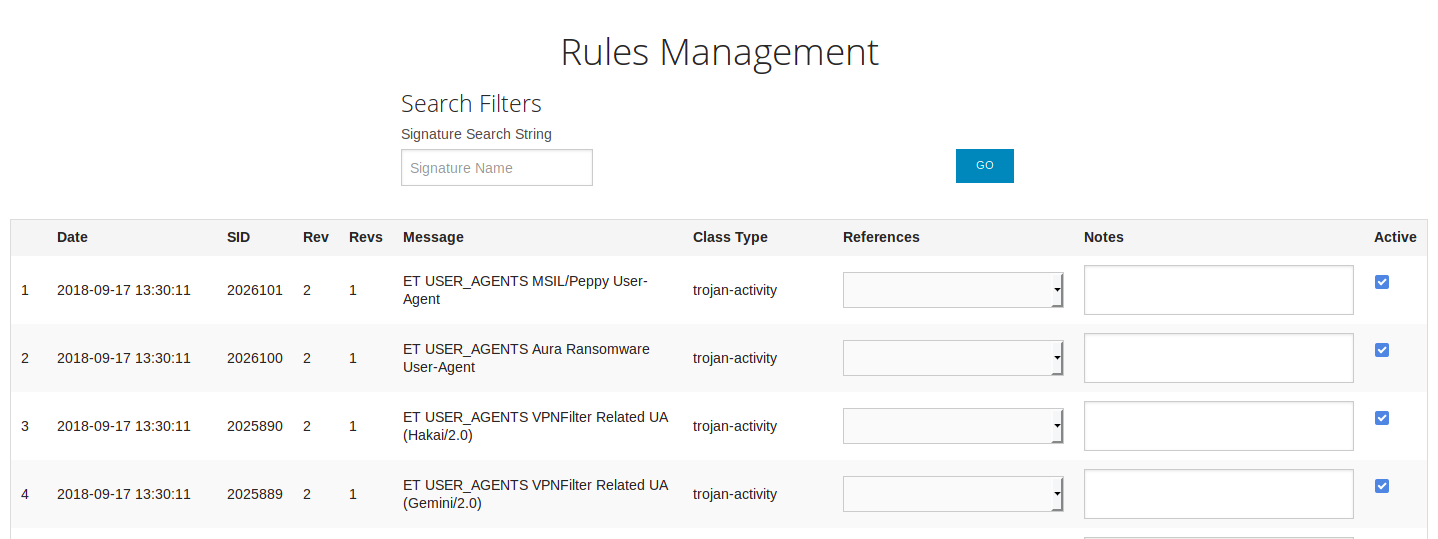 Rules Management
Search Filters
Signature Search String
Signature Name
GO
Date SID Rev Revs Message Class Type References Notes Active
1 2018-09-17 13:30:11 2026101 2 1 ET USER_AGENTS MSIL/Peppy User-
Agent trojan-activity
2 2018-09-17 13:30:11 2026100 2 1 ET USER_AGENTS Aura Ransomware
User-Agent trojan-activity
3 2018-09-17 13:30:11 2025890 2 1 ET USER_AGENTS VPNFilter Related UA
(Hakai/2.0) trojan-activity
4 2018-09-17 13:30:11 2025889 2 1 ET USER_AGENTS VPNFilter Related UA
(Gemini/2.0) trojan-activity